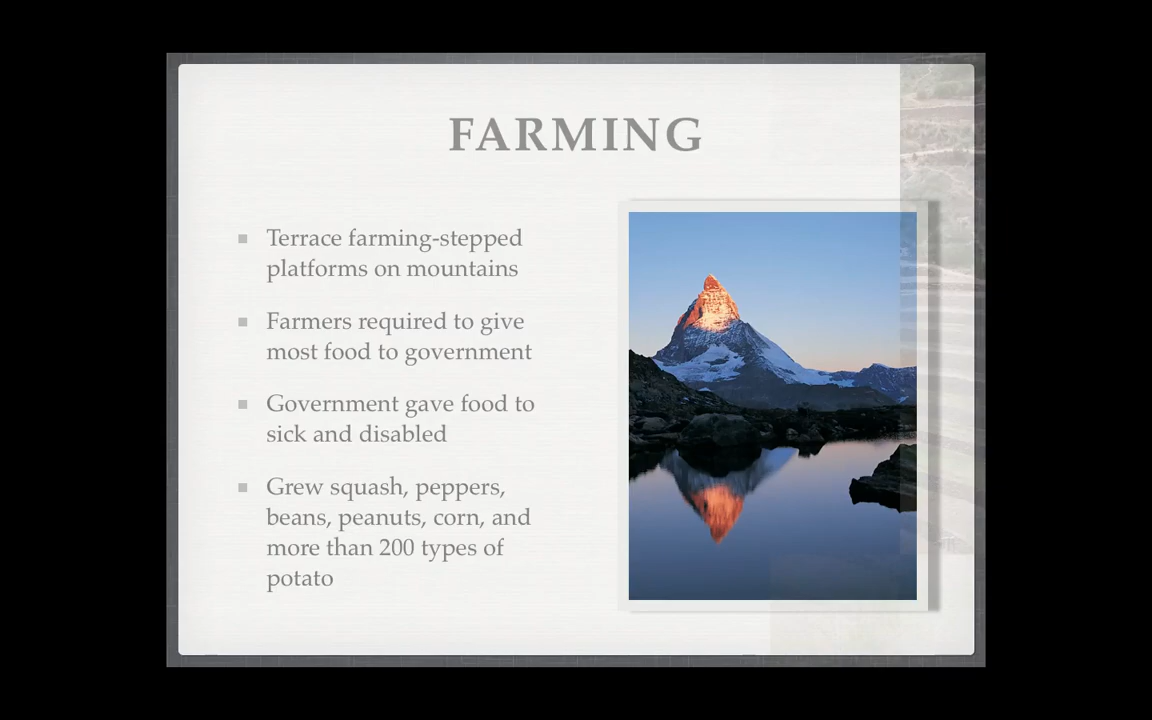 FARMING
Terrace farming-stepped
platforms on mountains
Farmers required to give
most food to government
Government gave food to
sick and disabled
Grew squash, peppers,
beans, peanuts, corn, and
more than 200 types of
potato